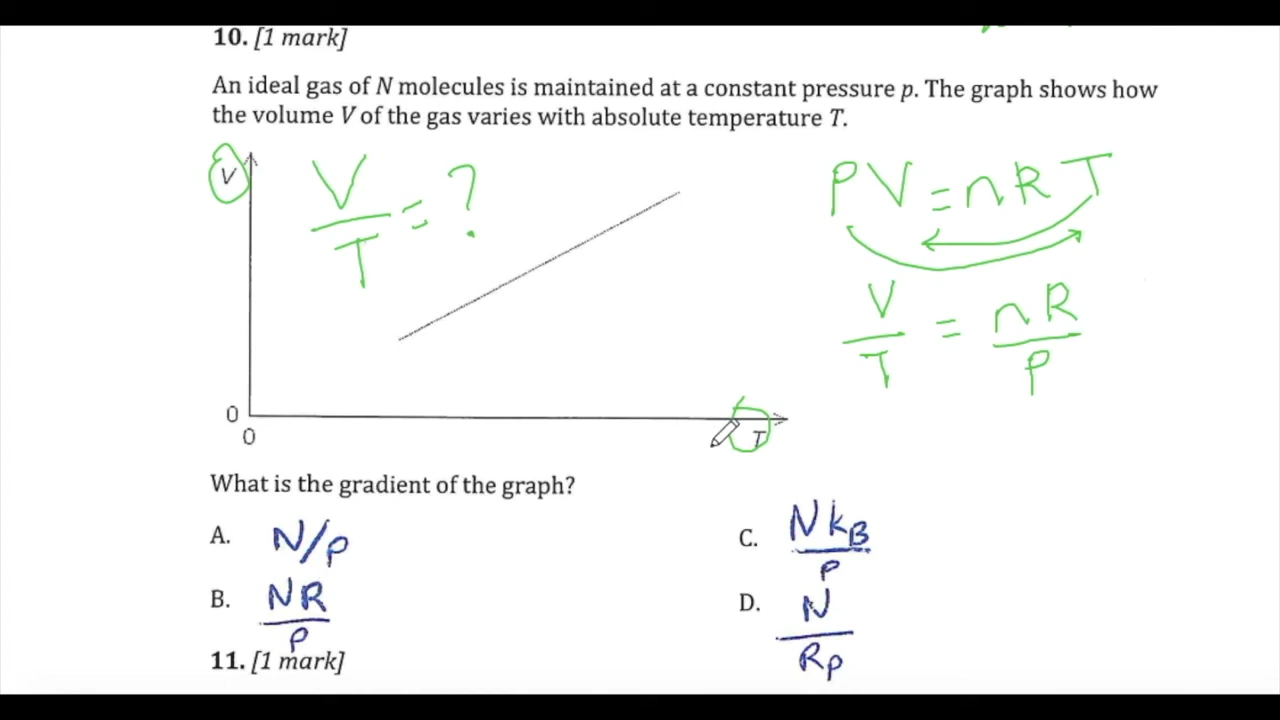 10. [1 mark]
An ideal gas of N molecules is maintained at a constant pressure p. The graph shows how
the volume V of the gas varies with absolute temperature T.
V
V/T = ?
PV = nRT
V/T = nR/P
0
0
T
What is the gradient of the graph?
A. N/P
B. NR/P
C. Nk_B/P
D. N/RP
11. [1 mark]